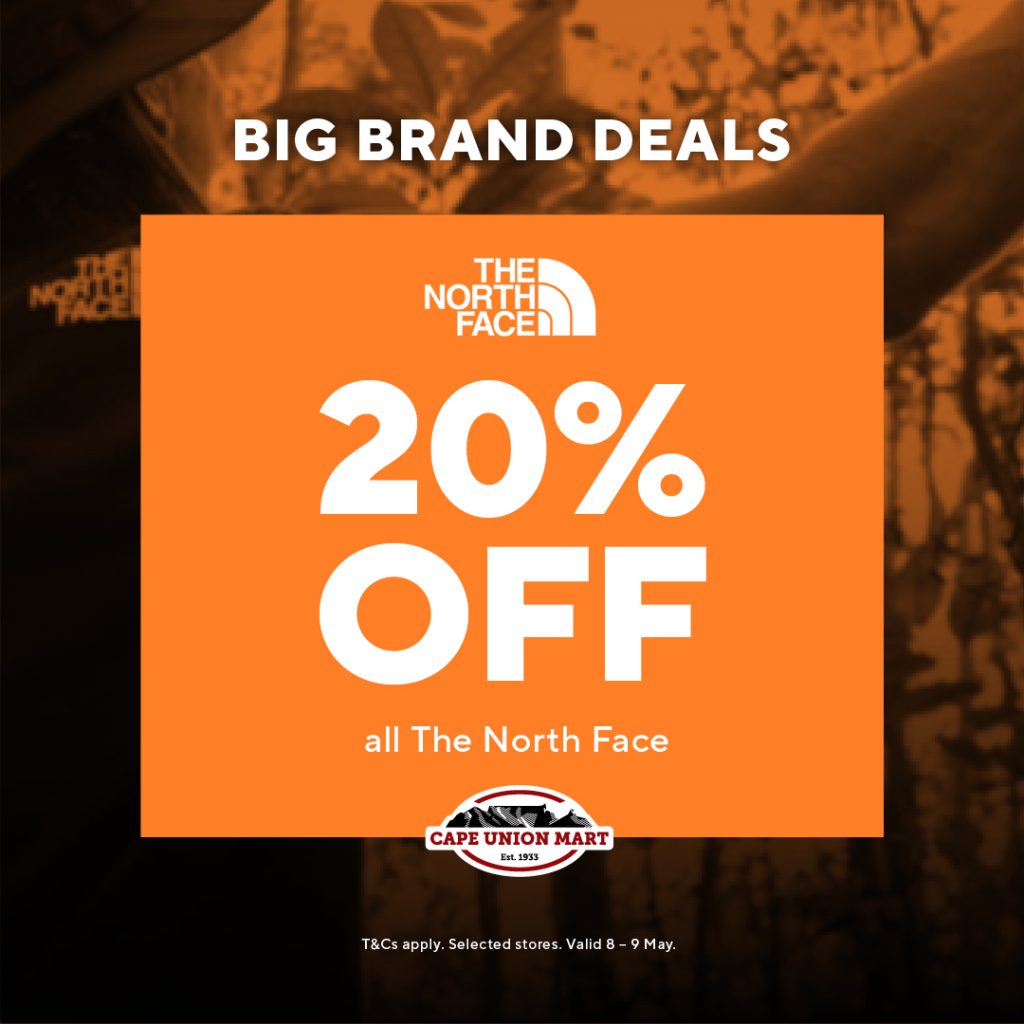 BIG BRAND DEALS
THE
NORTH
FACE
THE
NORTH
FACE
20%
OFF
all The North Face
CAPE UNION MART
Est. 1933
T&Cs apply. Selected stores. Valid 8 – 9 May.